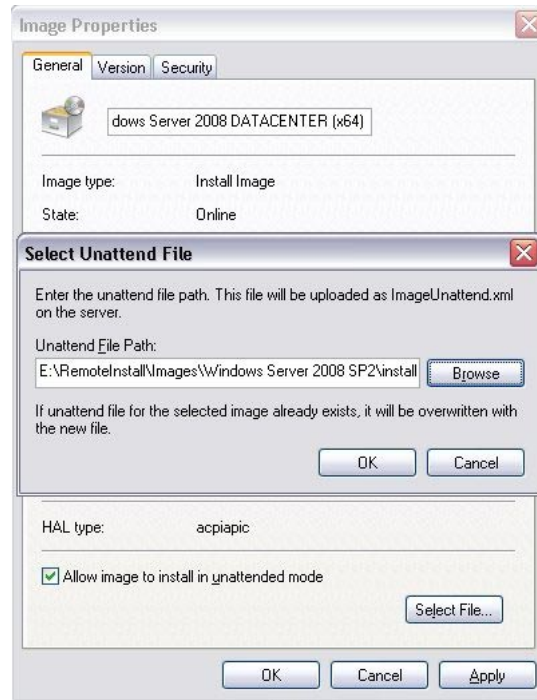 Image Properties
General Version Security
dows Server 2008 DATACENTER (x64)
Image type: Install Image
State: Online
Select Unattend File
Enter the unattend file path. This file will be uploaded as ImageUnattend.xml
on the server.
Unattend File Path:
E:\RemoteInstall\Images\Windows Server 2008 SP2\install Browse
If unattend file for the selected image already exists, it will be overwritten with
the new file.
OK Cancel
HAL type: acpiapic
Allow image to install in unattended mode
Select File...
OK Cancel Apply